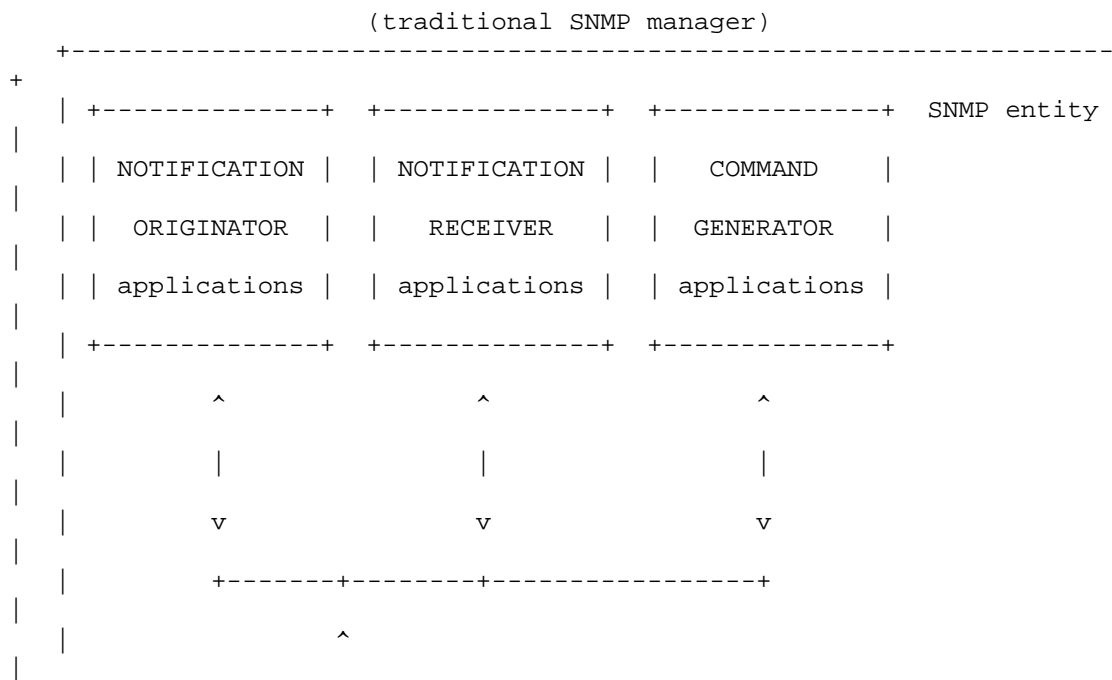 (traditional SNMP manager)
+-------------------------------------------------------------------
+
| +--------------+  +--------------+  +--------------+  SNMP entity
|
| | NOTIFICATION |  | NOTIFICATION |  |   COMMAND    |
|
| |  ORIGINATOR  |  |   RECEIVER   |  |  GENERATOR   |
|
| | applications |  | applications |  | applications |
|
| +--------------+  +--------------+  +--------------+
|
|         ^                ^                 ^
|
|         |                |                 |
|
|         v                v                 v
|
|         +-------+--------+-----------------+
|
|                 ^
|